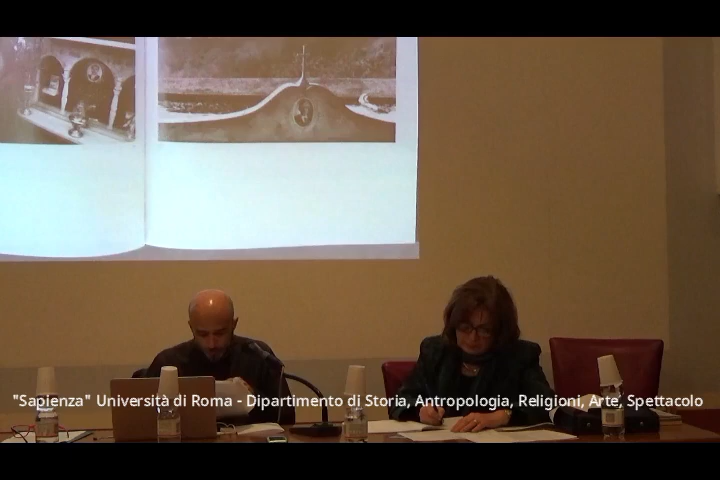 "Sapienza" Università di Roma - Dipartimento di Storia, Antropologia, Religioni, Arte, Spettacolo